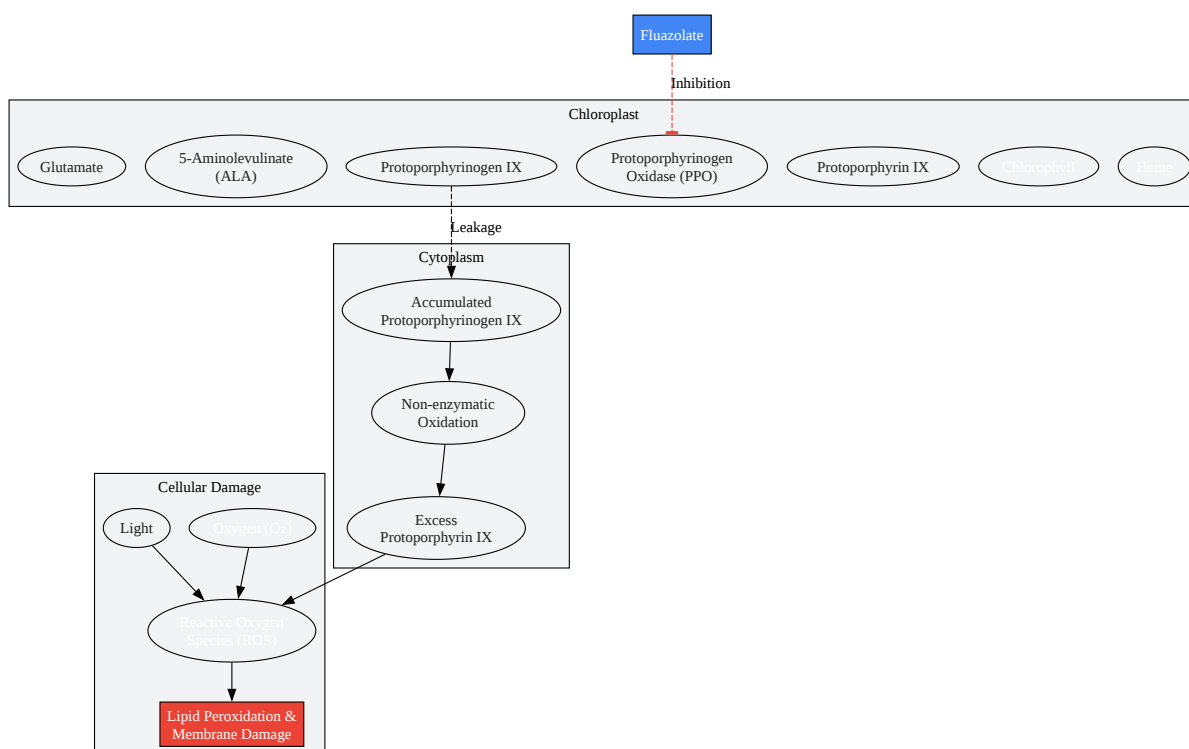 Fluazolate
Inhibition
Chloroplast
Glutamate
5-Aminolevulinate
(ALA)
Protoporphyrinogen IX
Protoporphyrinogen
Oxidase (PPO)
Protoporphyrin IX
Chlorophyll
Heme
Leakage
Cytoplasm
Accumulated
Protoporphyrinogen IX
Non-enzymatic
Oxidation
Excess
Protoporphyrin IX
Cellular Damage
Light
Oxygen (O₂)
Reactive Oxygen
Species (ROS)
Lipid Peroxidation &
Membrane Damage